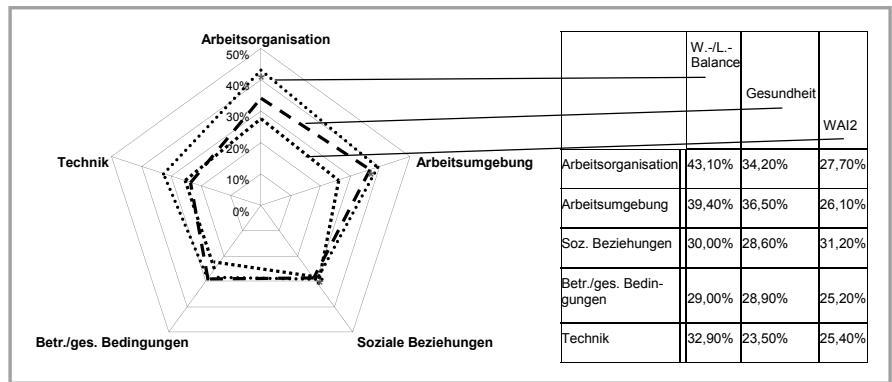 Arbeitsorganisation
50%
40%
30%
20%
10%
0%
Technik
Arbeitsumgebung
Betr./ges. Bedingungen
Soziale Beziehungen
W.-/L.-
Balance
Gesundheit
WAI2
Arbeitsorganisation 43,10% 34,20% 27,70%
Arbeitsumgebung 39,40% 36,50% 26,10%
Soz. Beziehungen 30,00% 28,60% 31,20%
Betr./ges. Bedin-
gungen 29,00% 28,90% 25,20%
Technik 32,90% 23,50% 25,40%